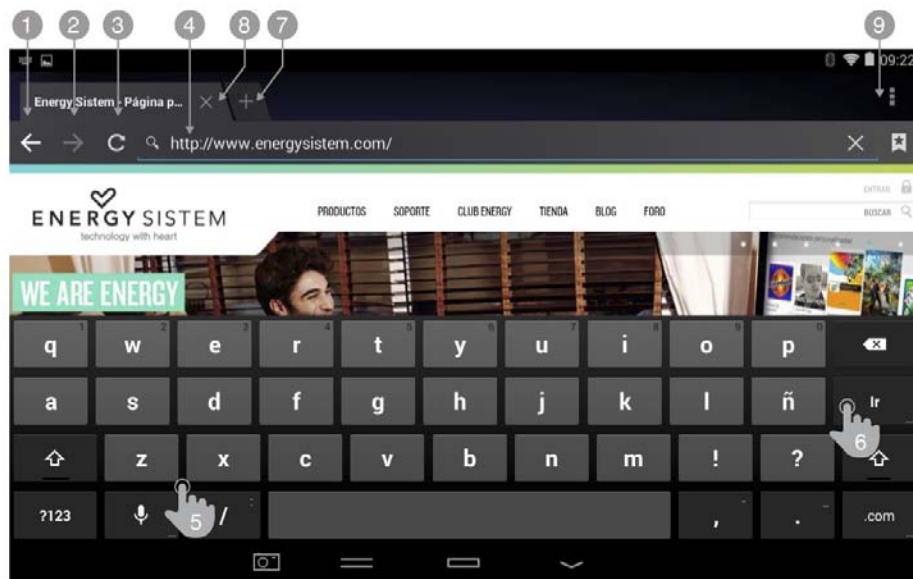 1 2 3 4 8 7 9
09:22
Energy Sistem - Página p...
http://www.energysistem.com/
ENTRAR
ENERGY SISTEM
technology with heart
PRODUCTOS SOPORTE CLUB ENERGY TIENDA BLOG FORO
BUSCAR
WE ARE ENERGY
1 2 3 4 5 6 7 8 9 0
q w e r t y u i o p
a s d f g h j k l ñ Ir
6
z x c v b n m ! ?
?123 5 / , . .com